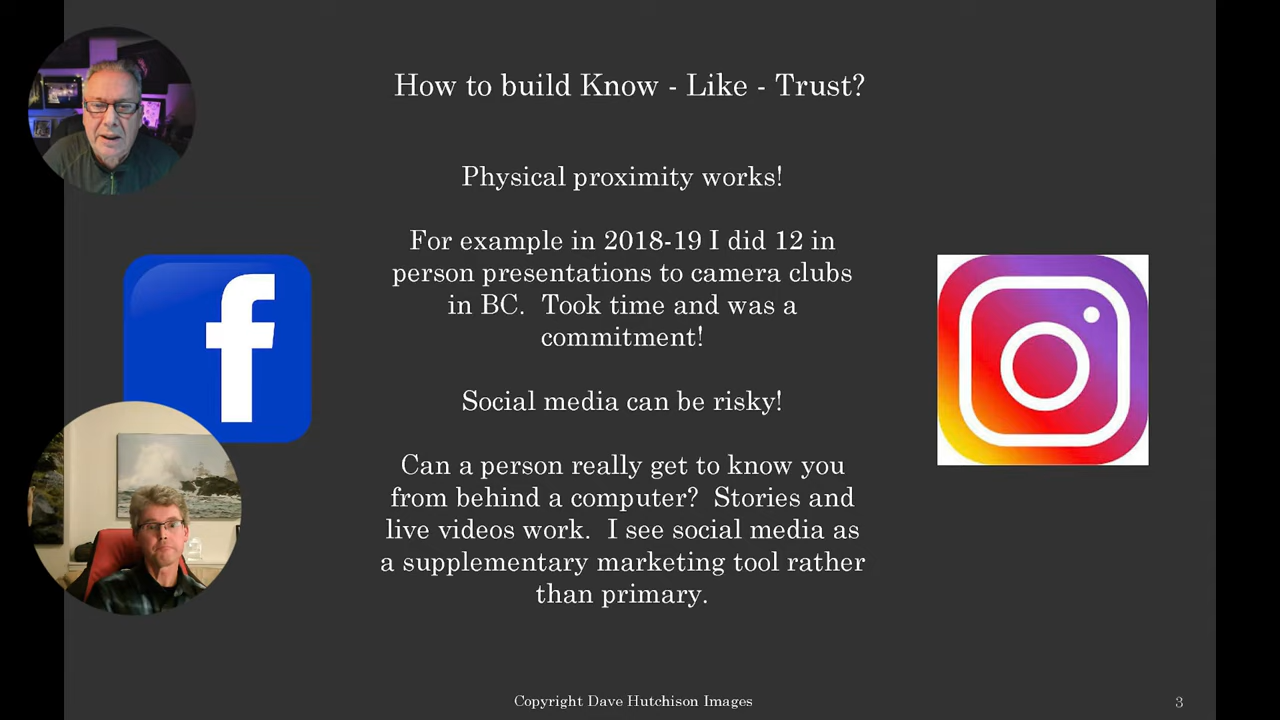 How to build Know - Like - Trust?
Physical proximity works!
For example in 2018-19 I did 12 in
person presentations to camera clubs
in BC.  Took time and was a
commitment!
Social media can be risky!
Can a person really get to know you
from behind a computer?  Stories and
live videos work.  I see social media as
a supplementary marketing tool rather
than primary.
Copyright Dave Hutchison Images
3